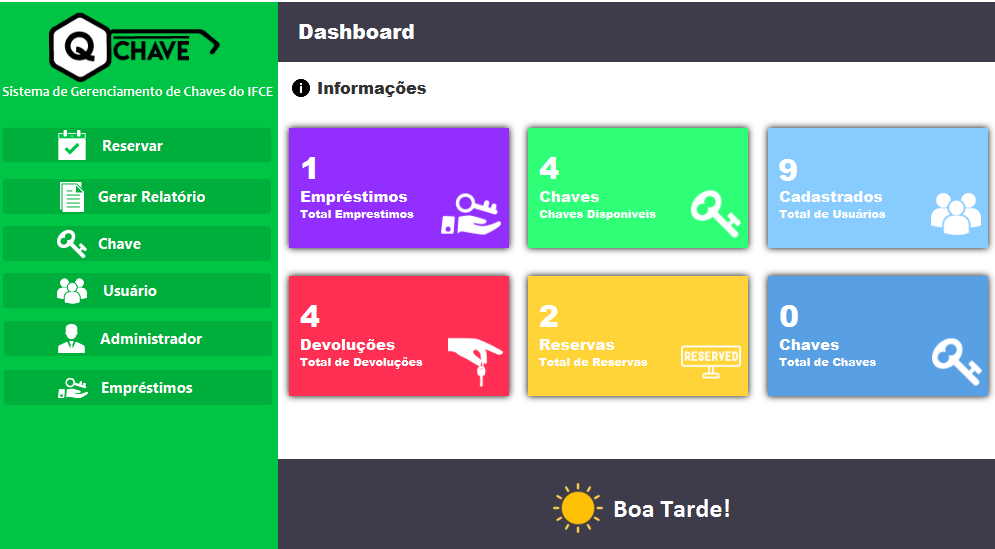 Q CHAVE
Sistema de Gerenciamento de Chaves do IFCE
Reservar
Gerar Relatório
Chave
Usuário
Administrador
Empréstimos
Dashboard
i Informações
1
Empréstimos
Total Emprestimos
4
Chaves
Chaves Disponíveis
9
Cadastrados
Total de Usuários
4
Devoluções
Total de Devoluções
2
Reservas
Total de Reservas
RESERVED
0
Chaves
Total de Chaves
Boa Tarde!